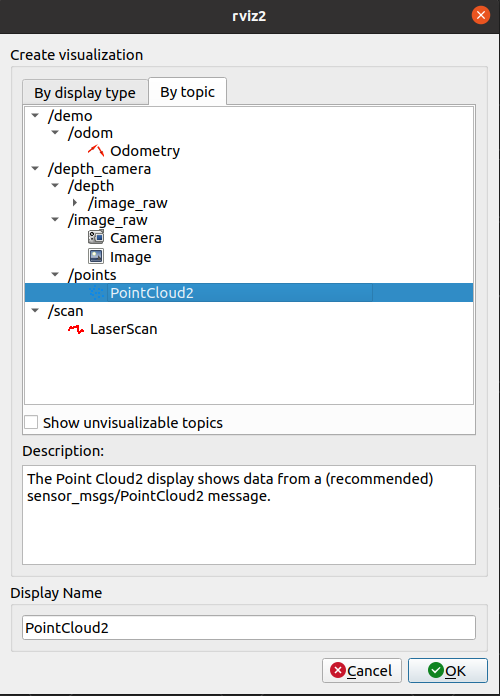 rviz2
Create visualization
By display type By topic
/demo
/odom
Odometry
/depth_camera
/depth
/image_raw
/image_raw
Camera
Image
/points
PointCloud2
/scan
LaserScan
Show unvisualizable topics
Description:
The Point Cloud2 display shows data from a (recommended)
sensor_msgs/PointCloud2 message.
Display Name
PointCloud2
Cancel OK